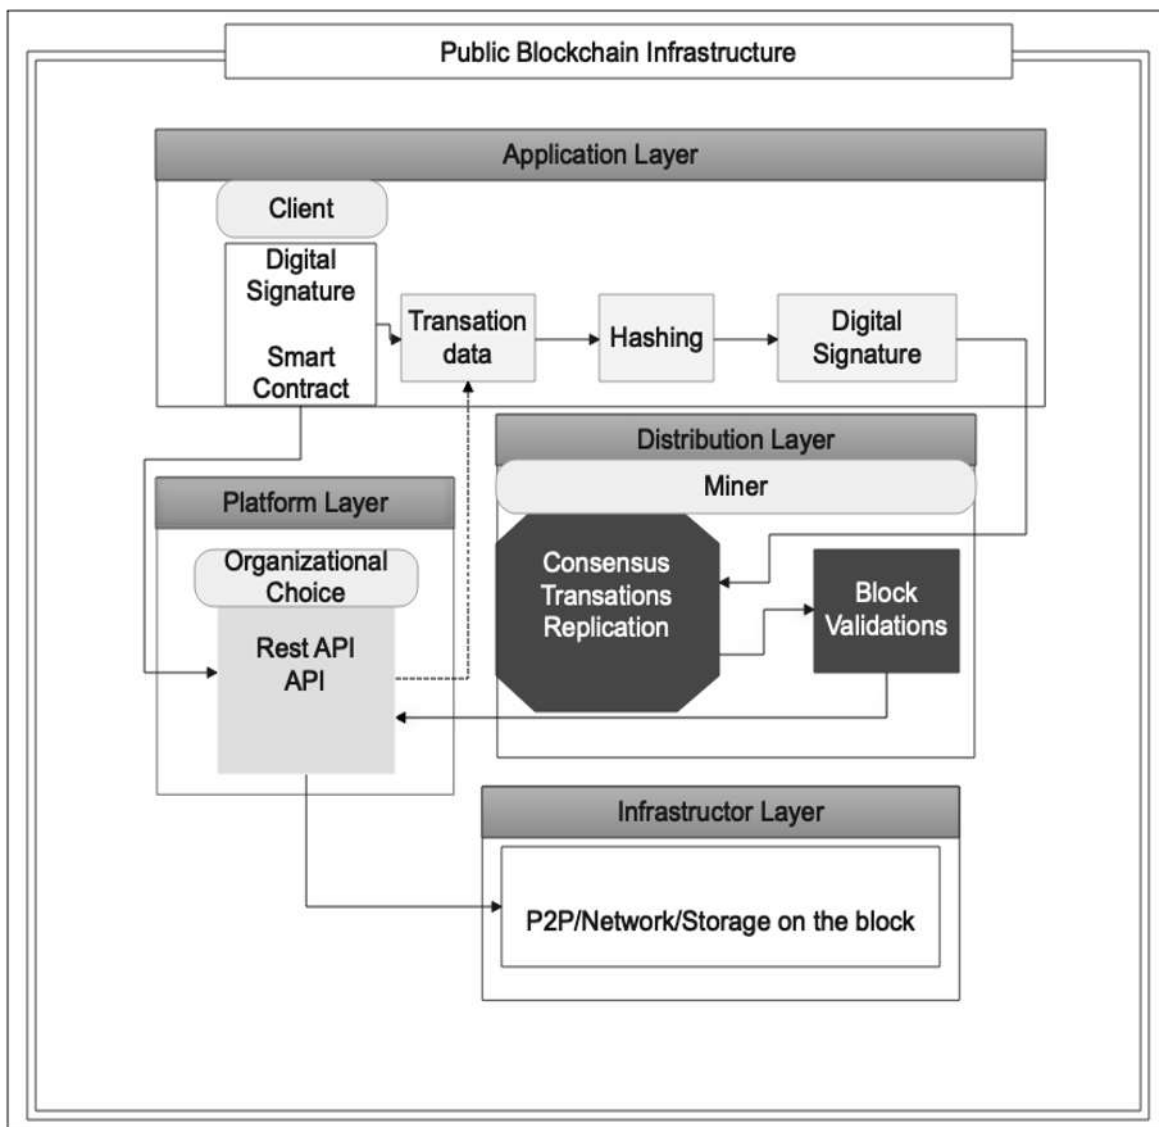 Public Blockchain Infrastructure
Application Layer
Client
Digital
Signature
Smart
Contract
Transation
data
Hashing
Digital
Signature
Distribution Layer
Miner
Consensus
Transations
Replication
Block
Validations
Platform Layer
Organizational
Choice
Rest API
API
Infrastructor Layer
P2P/Network/Storage on the block